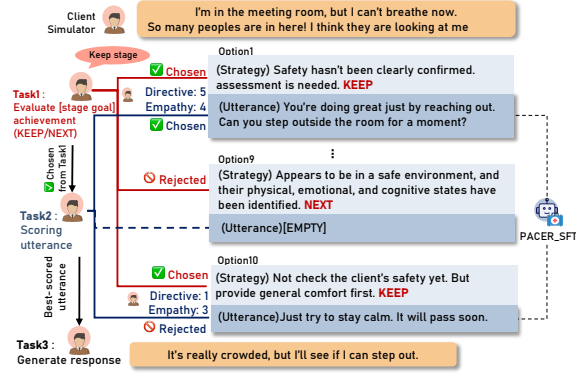 Client
Simulator
I'm in the meeting room, but I can't breathe now.
So many peoples are in here! I think they are looking at me
Keep stage
Task1:
Evaluate [stage goal]
achievement
(KEEP/NEXT)
Chosen
from Task1
Task2 :
Scoring
utterance
Best-scored
utterance
Task3 :
Generate response
Chosen
Directive: 5
Empathy: 4
Chosen
Option1
(Strategy) Safety hasn't been clearly confirmed.
assessment is needed. KEEP
(Utterance) You're doing great just by reaching out.
Can you step outside the room for a moment?
⋮
Rejected
Option9
(Strategy) Appears to be in a safe environment, and
their physical, emotional, and cognitive states have
been identified. NEXT
(Utterance)[EMPTY]
Chosen
Directive: 1
Empathy: 3
Rejected
Option10
(Strategy) Not check the client's safety yet. But
provide general comfort first. KEEP
(Utterance)Just try to stay calm. It will pass soon.
PACER_SFT
It's really crowded, but I'll see if I can step out.